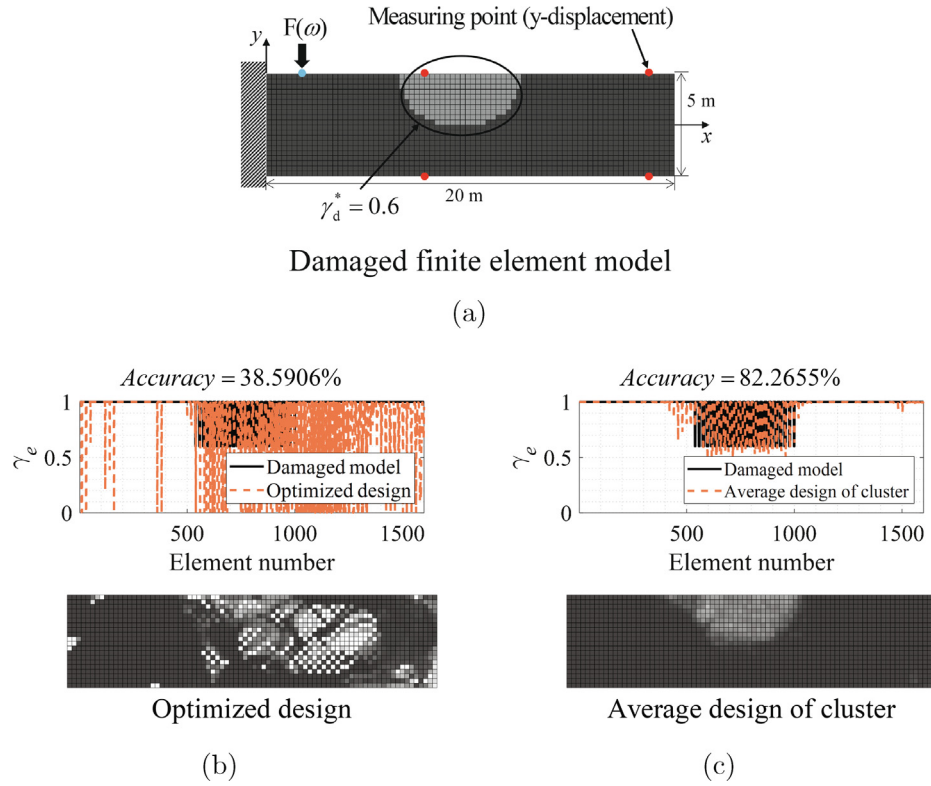 Measuring point (y-displacement)
F(ω)
y
5 m
x
20 m
γ*d = 0.6
Damaged finite element model
(a)
Accuracy = 38.5906%
1
0.5
0
γe
Damaged model
Optimized design
500
1000
1500
Element number
Optimized design
(b)
Accuracy = 82.2655%
1
0.5
0
γe
Damaged model
Average design of cluster
500
1000
1500
Element number
Average design of cluster
(c)